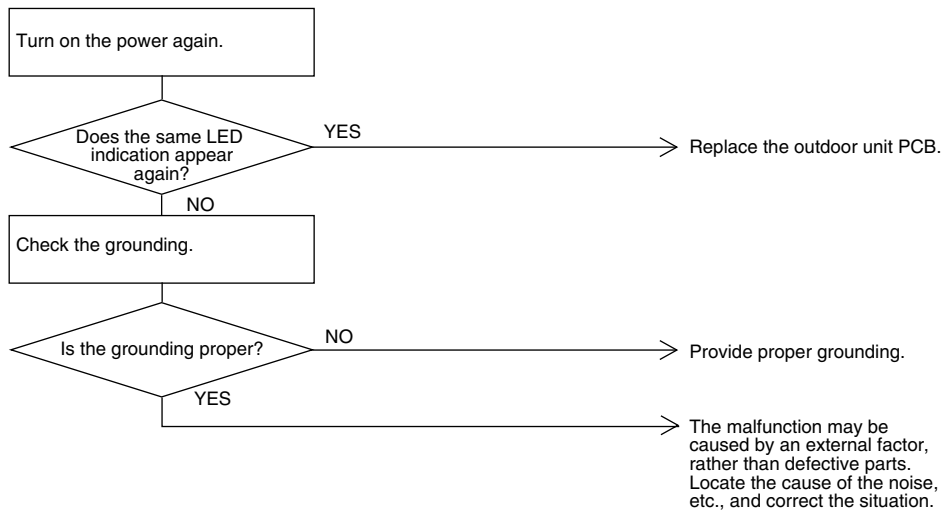 Turn on the power again.
Does the same LED
indication appear
again?
YES
Replace the outdoor unit PCB.
NO
Check the grounding.
Is the grounding proper?
NO
Provide proper grounding.
YES
The malfunction may be
caused by an external factor,
rather than defective parts.
Locate the cause of the noise,
etc., and correct the situation.